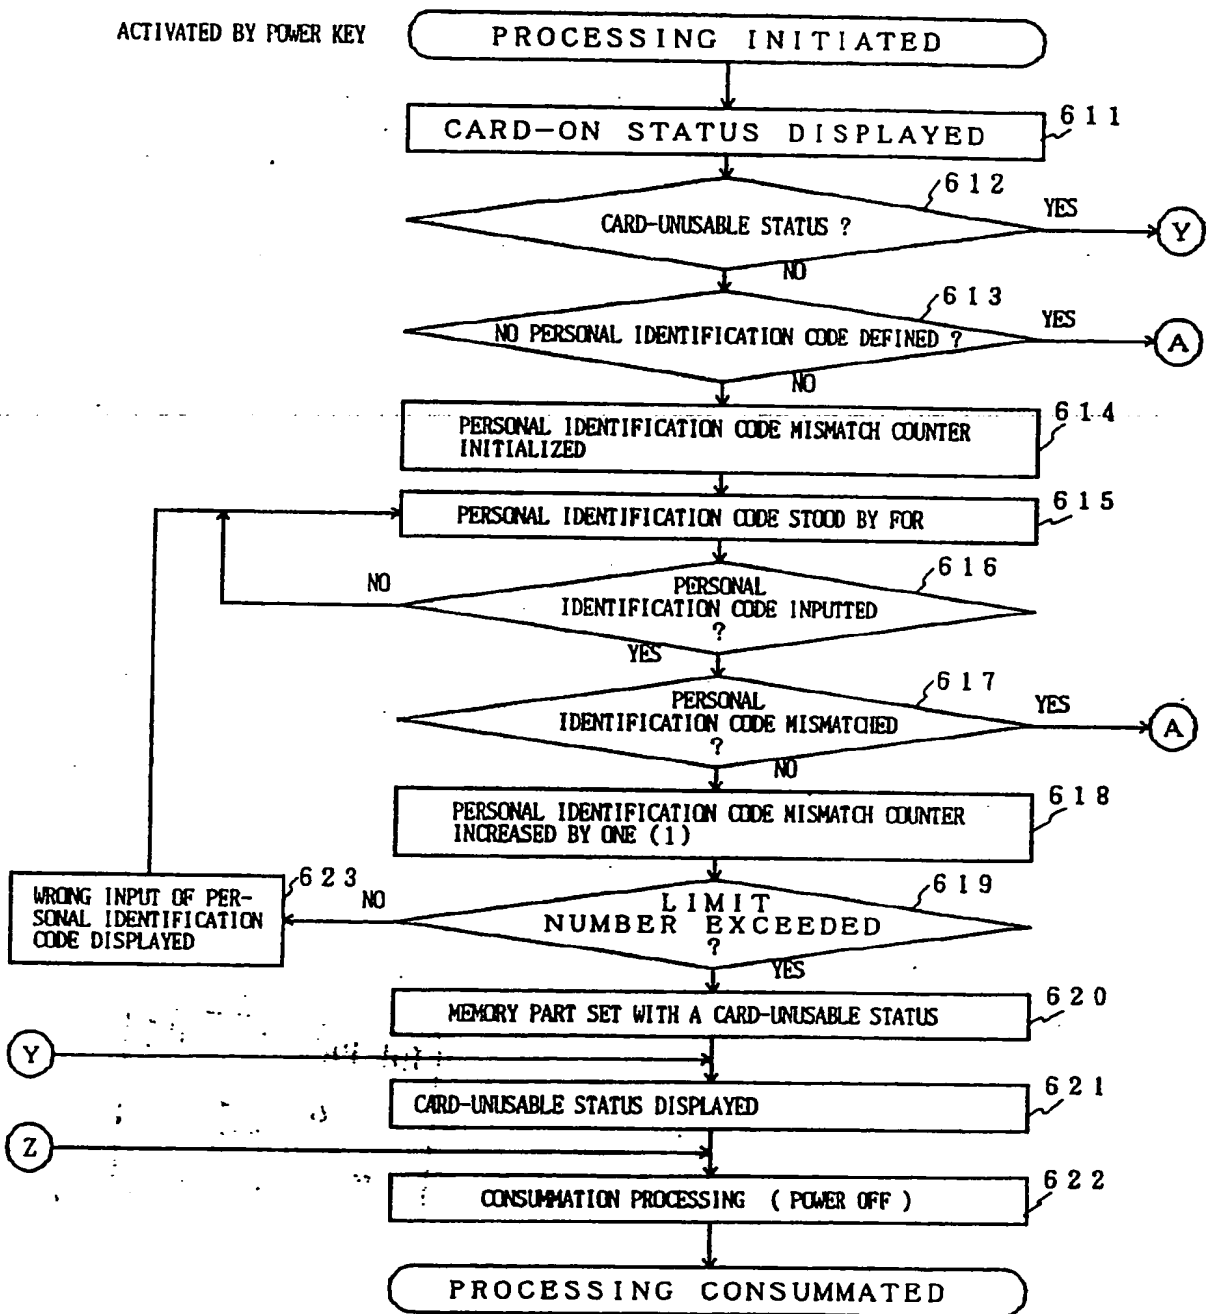 ACTIVATED BY POWER KEY
PROCESSING INITIATED
CARD-ON STATUS DISPLAYED
611
612
CARD-UNUSABLE STATUS ?
YES
Y
NO
613
NO PERSONAL IDENTIFICATION CODE DEFINED ?
YES
A
NO
614
PERSONAL IDENTIFICATION CODE MISMATCH COUNTER
INITIALIZED
PERSONAL IDENTIFICATION CODE STOOD BY FOR
615
616
NO
PERSONAL
IDENTIFICATION CODE INPUTTED
?
YES
617
PERSONAL
IDENTIFICATION CODE MISMATCHED
?
YES
A
NO
618
PERSONAL IDENTIFICATION CODE MISMATCH COUNTER
INCREASED BY ONE (1)
619
LIMIT
NUMBER EXCEEDED
?
NO
623
WRONG INPUT OF PER-
SONAL IDENTIFICATION
CODE DISPLAYED
YES
MEMORY PART SET WITH A CARD-UNUSABLE STATUS
620
Y
CARD-UNUSABLE STATUS DISPLAYED
621
Z
CONSUMMATION PROCESSING ( POWER OFF )
622
PROCESSING CONSUMMATED